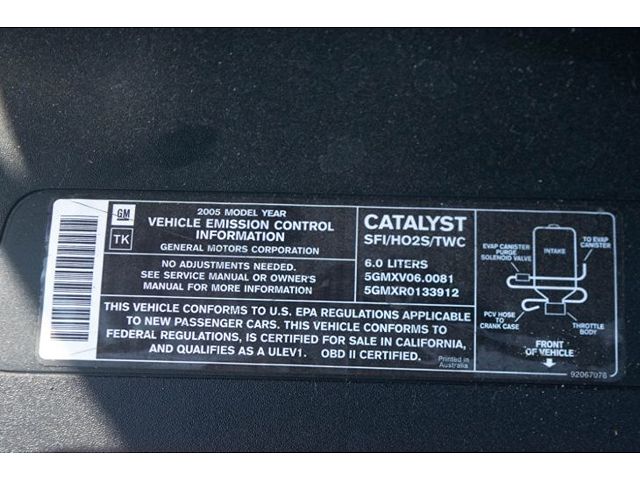 GM
TK
2005 MODEL YEAR
VEHICLE EMISSION CONTROL
INFORMATION
GENERAL MOTORS CORPORATION
NO ADJUSTMENTS NEEDED.
SEE SERVICE MANUAL OR OWNER'S
MANUAL FOR MORE INFORMATION
CATALYST
SFI/HO2S/TWC
6.0 LITERS
5GMXV06.0081
5GMXR0133912
THIS VEHICLE CONFORMS TO U.S. EPA REGULATIONS APPLICABLE
TO NEW PASSENGER CARS. THIS VEHICLE CONFORMS TO
FEDERAL REGULATIONS, IS CERTIFIED FOR SALE IN CALIFORNIA,
AND QUALIFIES AS A ULEV1. OBD II CERTIFIED.
Printed in
Australia
EVAP CANISTER
PURGE
SOLENOID VALVE
INTAKE
TO EVAP
CANISTER
PCV HOSE TO
CRANK CASE
THROTTLE
BODY
FRONT
OF VEHICLE
92067076